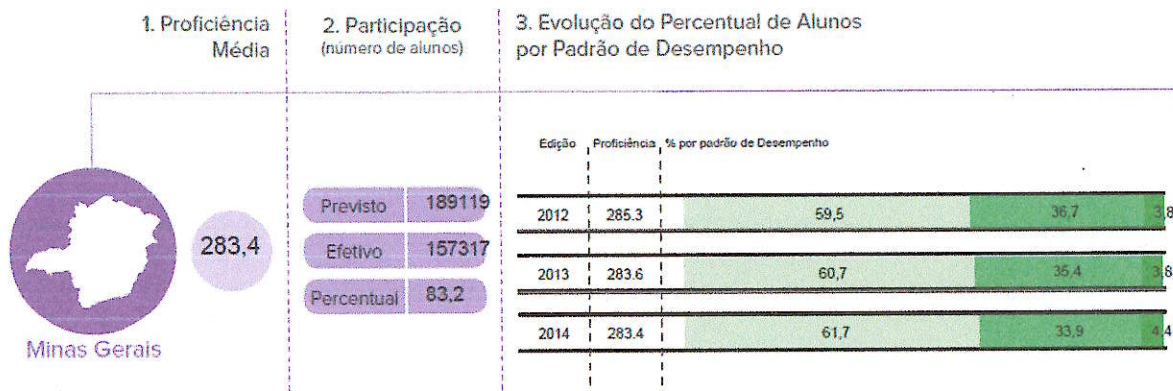 1. Proficiência
Média
2. Participação
(número de alunos)
3. Evolução do Percentual de Alunos
por Padrão de Desempenho
Edição Proficiência % por padrão de Desempenho
Previsto 189119
2012 285.3 59,5 36,7 3,8
283,4
Efetivo 157317
2013 283.6 60,7 35,4 3,8
Percentual 83,2
2014 283.4 61,7 33,9 4,4
Minas Gerais